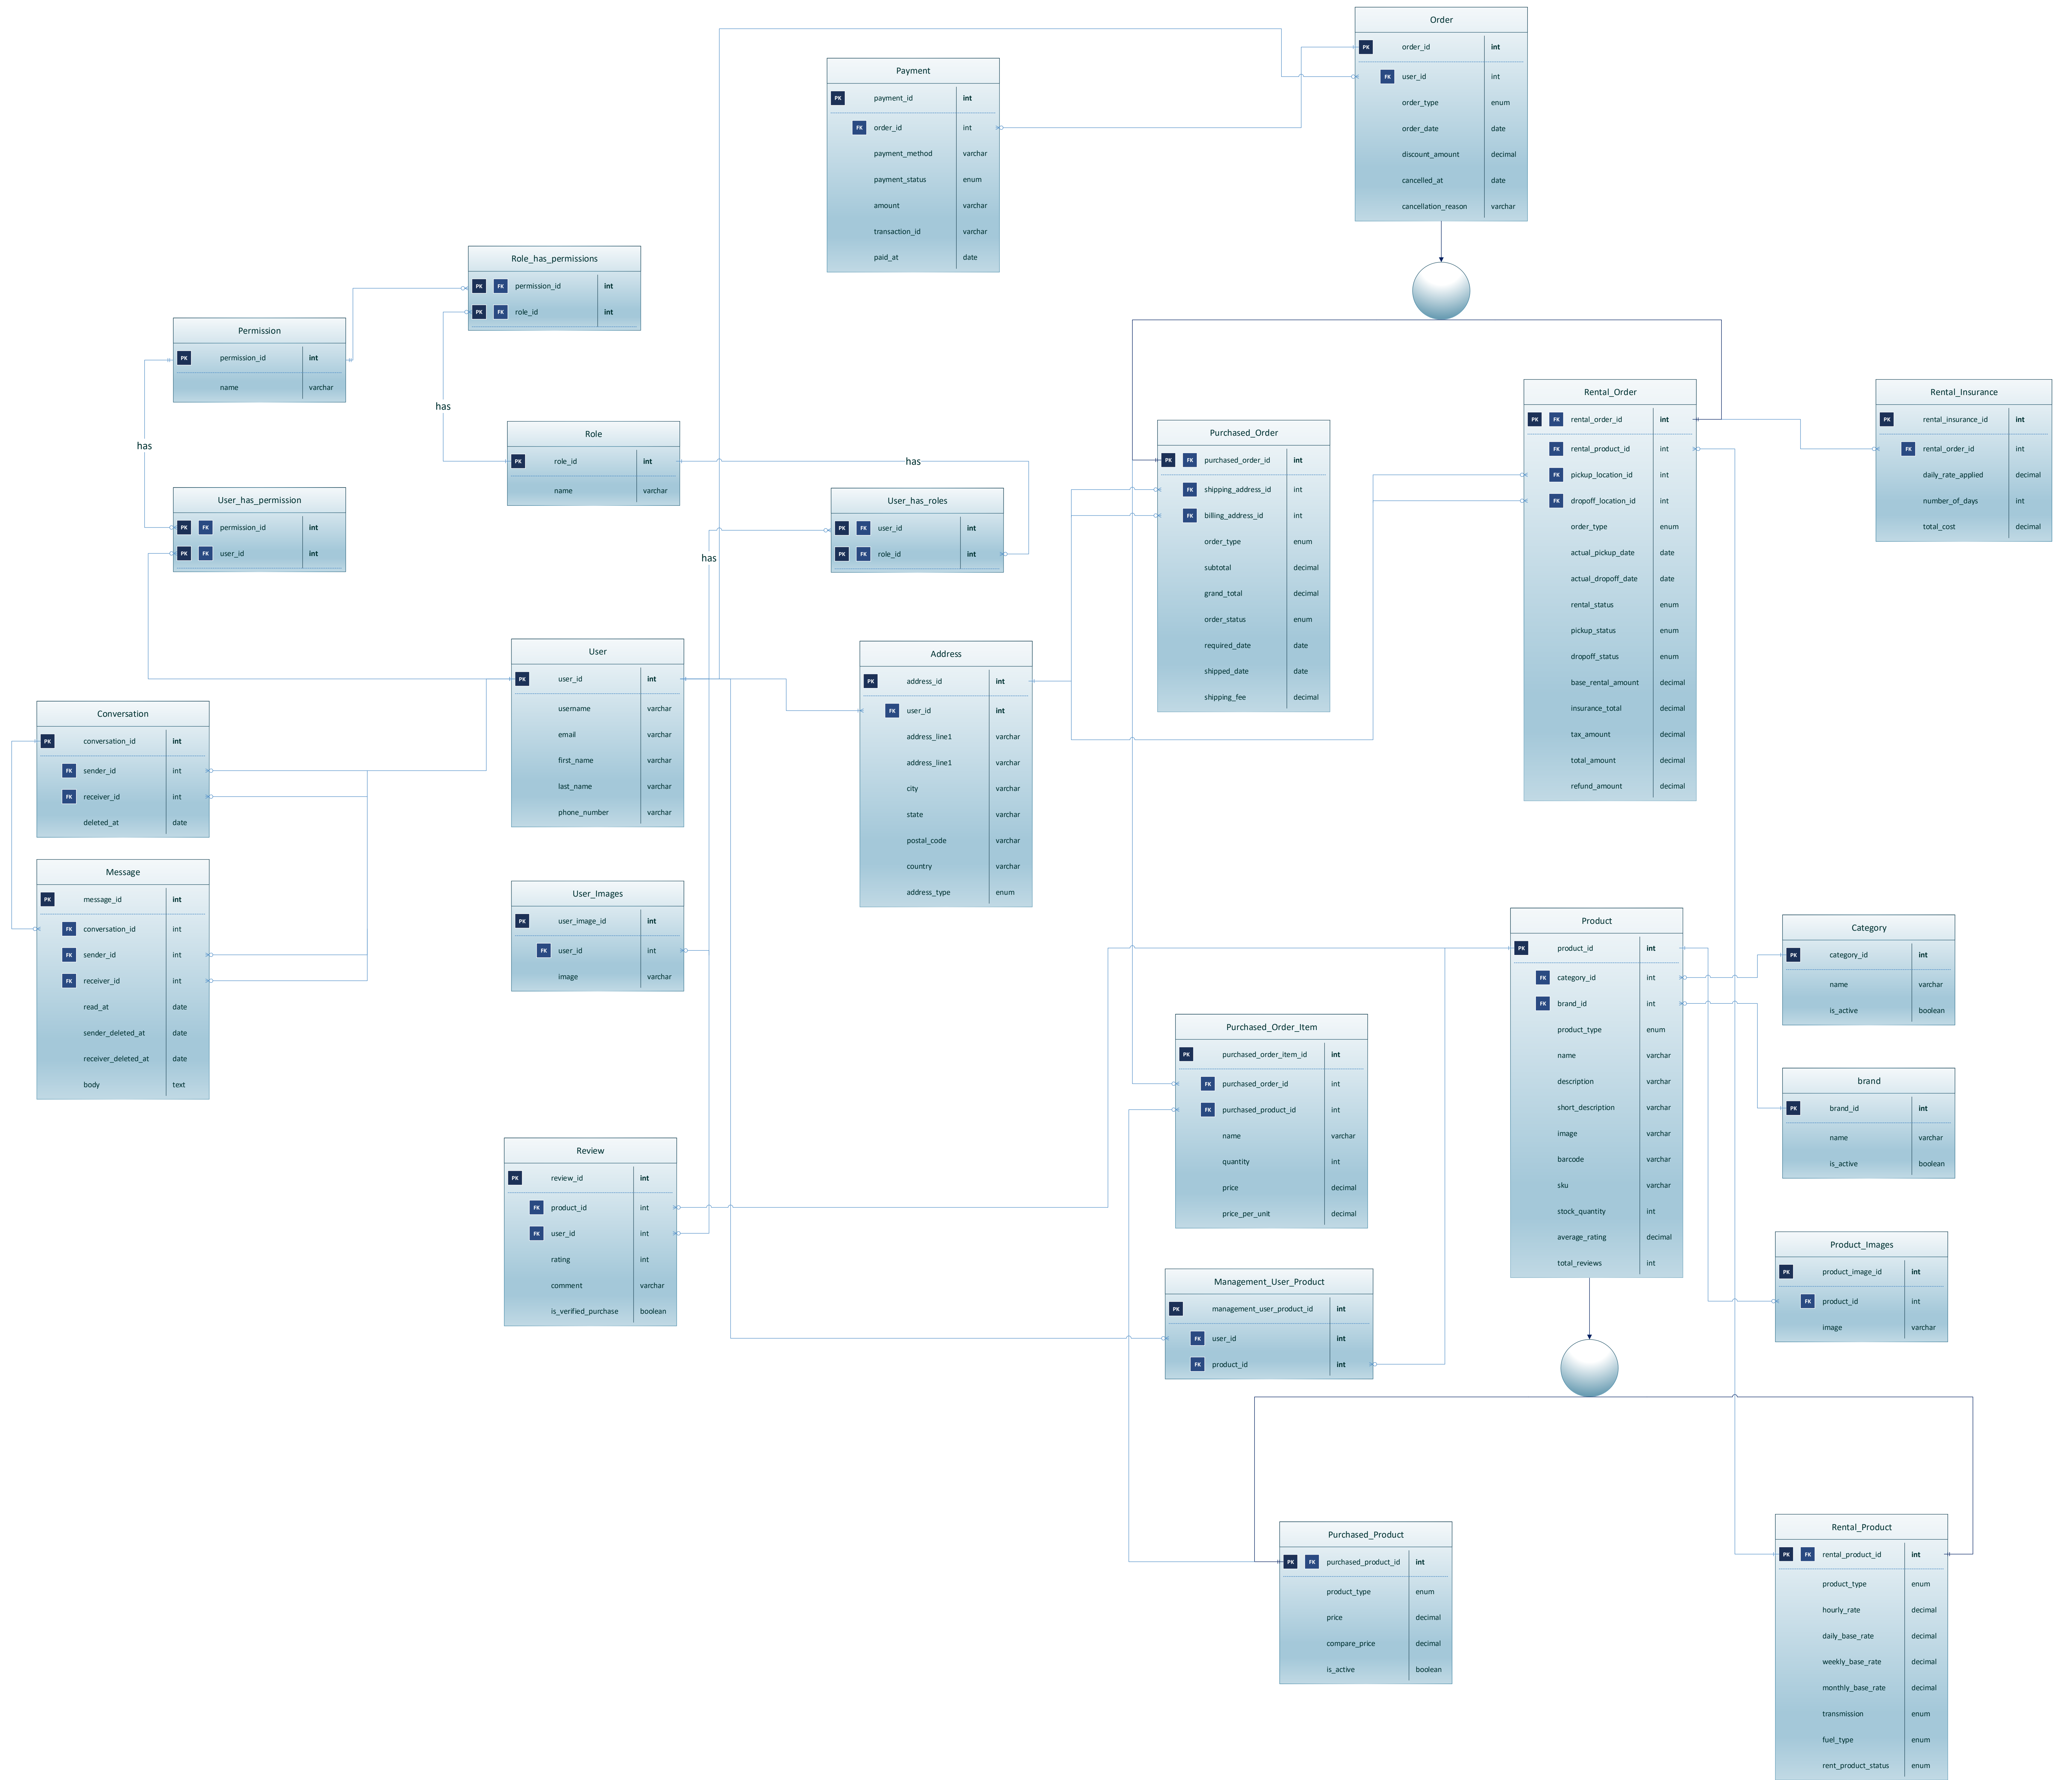 Order
PK order_id int
FK user_id int
order_type enum
order_date date
discount_amount decimal
cancelled_at date
cancellation_reason varchar
Payment
PK payment_id int
FK order_id int
payment_method varchar
payment_status enum
amount varchar
transaction_id varchar
paid_at date
Role_has_permissions
PK FK permission_id int
PK FK role_id int
Permission
PK permission_id int
name varchar
has
has
Role
PK role_id int
name varchar
has
User_has_permission
PK FK permission_id int
PK FK user_id int
User_has_roles
PK FK user_id int
PK FK role_id int
has
Purchased_Order
PK FK purchased_order_id int
FK shipping_address_id int
FK billing_address_id int
order_type enum
subtotal decimal
grand_total decimal
order_status enum
required_date date
shipped_date date
shipping_fee decimal
Rental_Order
PK FK rental_order_id int
FK rental_product_id int
FK pickup_location_id int
FK dropoff_location_id int
order_type enum
actual_pickup_date date
actual_dropoff_date date
rental_status enum
pickup_status enum
dropoff_status enum
base_rental_amount decimal
insurance_total decimal
tax_amount decimal
total_amount decimal
refund_amount decimal
Rental_Insurance
PK rental_insurance_id int
FK rental_order_id int
daily_rate_applied decimal
number_of_days int
total_cost decimal
User
PK user_id int
username varchar
email varchar
first_name varchar
last_name varchar
phone_number varchar
Address
PK address_id int
FK user_id int
address_line1 varchar
address_line1 varchar
city varchar
state varchar
postal_code varchar
country varchar
address_type enum
Conversation
PK conversation_id int
FK sender_id int
FK receiver_id int
deleted_at date
Message
PK message_id int
FK conversation_id int
FK sender_id int
FK receiver_id int
read_at date
sender_deleted_at date
receiver_deleted_at date
body text
User_Images
PK user_image_id int
FK user_id int
image varchar
Product
PK product_id int
FK category_id int
FK brand_id int
product_type enum
name varchar
description varchar
short_description varchar
image varchar
barcode varchar
sku varchar
stock_quantity int
average_rating decimal
total_reviews int
Category
PK category_id int
name varchar
is_active boolean
brand
PK brand_id int
name varchar
is_active boolean
Purchased_Order_Item
PK purchased_order_item_id int
FK purchased_order_id int
FK purchased_product_id int
name varchar
quantity int
price decimal
price_per_unit decimal
Review
PK review_id int
FK product_id int
FK user_id int
rating int
comment varchar
is_verified_purchase boolean
Product_Images
PK product_image_id int
FK product_id int
image varchar
Management_User_Product
PK management_user_product_id int
FK user_id int
FK product_id int
Purchased_Product
PK FK purchased_product_id int
product_type enum
price decimal
compare_price decimal
is_active boolean
Rental_Product
PK FK rental_product_id int
product_type enum
hourly_rate decimal
daily_base_rate decimal
weekly_base_rate decimal
monthly_base_rate decimal
transmission enum
fuel_type enum
rent_product_status enum